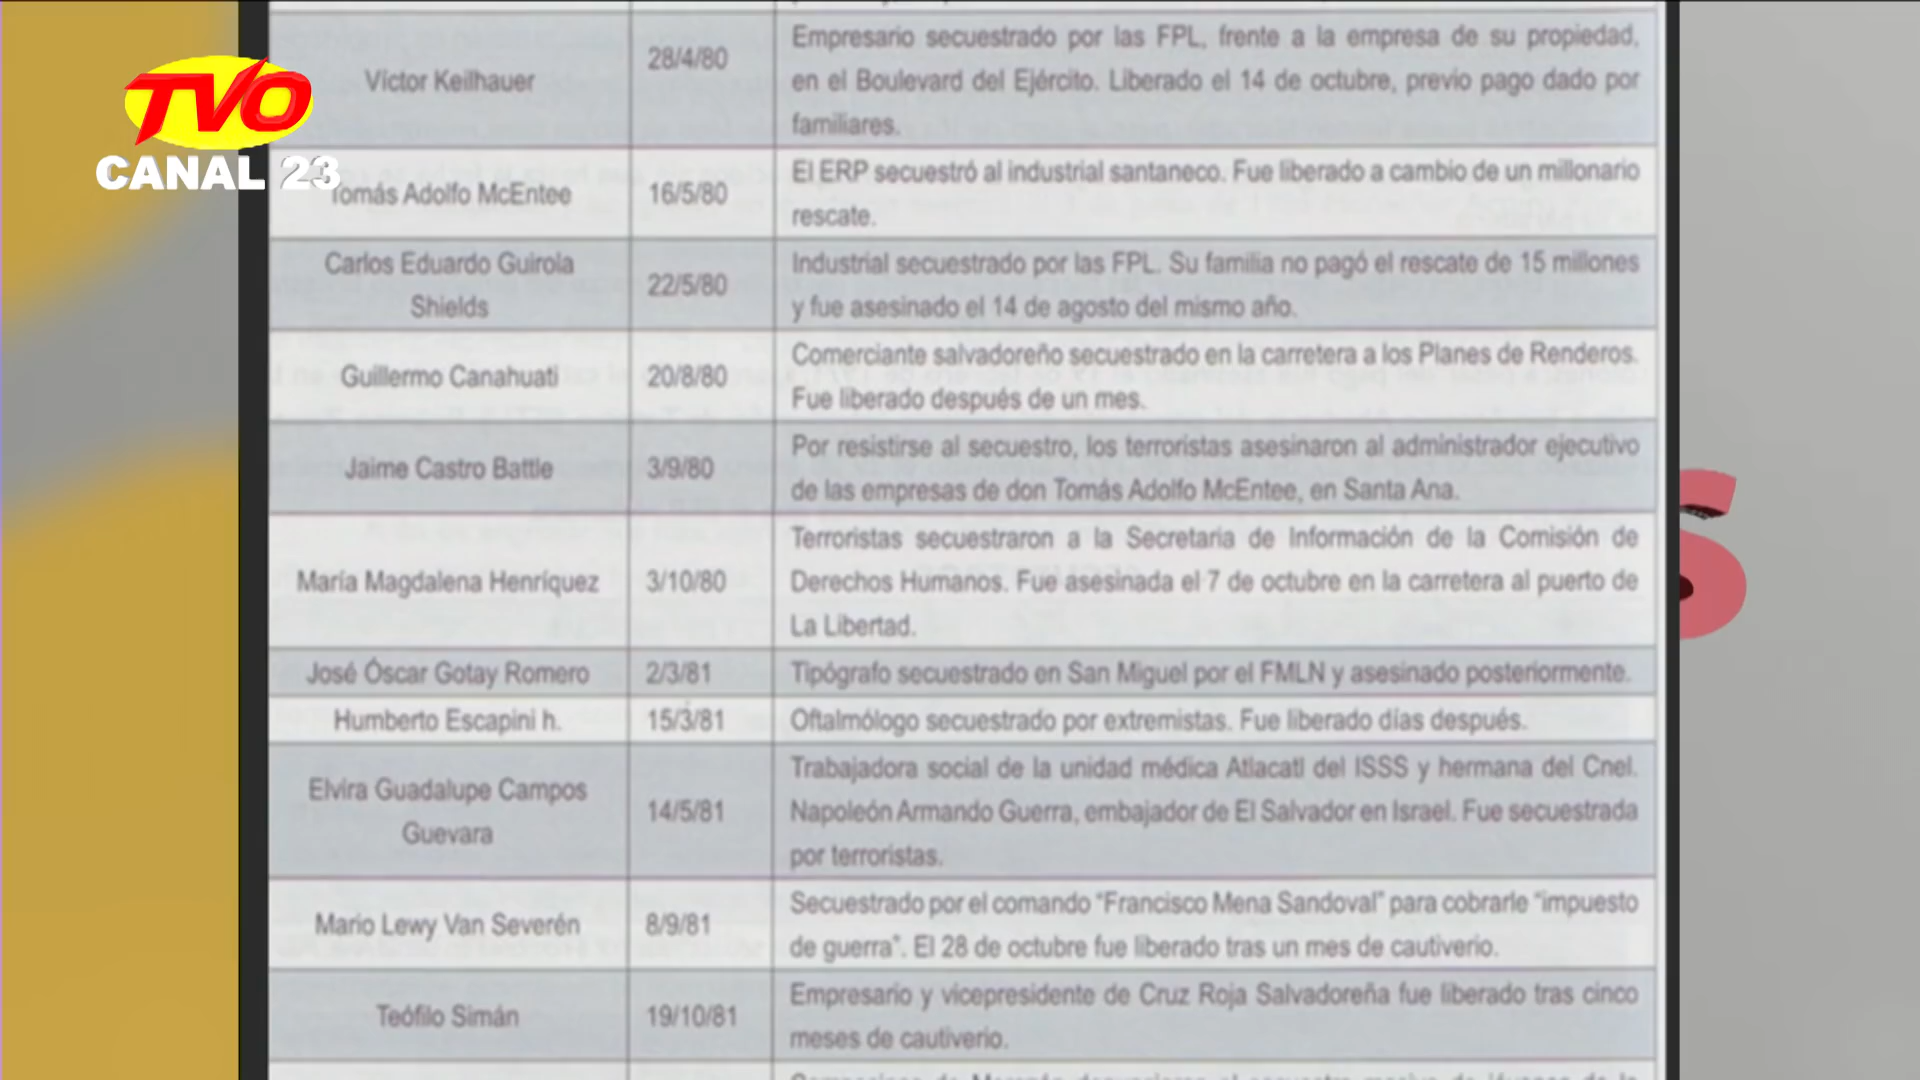 TVO
CANAL 23
Víctor Keilhauer
28/4/80
Empresario secuestrado por las FPL, frente a la empresa de su propiedad,
en el Boulevard del Ejército. Liberado el 14 de octubre, previo pago dado por
familiares.
Tomás Adolfo McEntee
16/5/80
El ERP secuestró al industrial santaneco. Fue liberado a cambio de un millonario
rescate.
Carlos Eduardo Guirola
Shields
22/5/80
Industrial secuestrado por las FPL. Su familia no pagó el rescate de 15 millones
y fue asesinado el 14 de agosto del mismo año.
Guillermo Canahuati
20/8/80
Comerciante salvadoreño secuestrado en la carretera a los Planes de Renderos.
Fue liberado después de un mes.
Jaime Castro Battle
3/9/80
Por resistirse al secuestro, los terroristas asesinaron al administrador ejecutivo
de las empresas de don Tomás Adolfo McEntee, en Santa Ana.
María Magdalena Henríquez
3/10/80
Terroristas secuestraron a la Secretaria de Información de la Comisión de
Derechos Humanos. Fue asesinada el 7 de octubre en la carretera al puerto de
La Libertad.
José Óscar Gotay Romero
2/3/81
Tipógrafo secuestrado en San Miguel por el FMLN y asesinado posteriormente.
Humberto Escapini h.
15/3/81
Oftalmólogo secuestrado por extremistas. Fue liberado días después.
Elvira Guadalupe Campos
Guevara
14/5/81
Trabajadora social de la unidad médica Atlacatl del ISSS y hermana del Cnel.
Napoleón Armando Guerra, embajador de El Salvador en Israel. Fue secuestrada
por terroristas.
Mario Lewy Van Severén
8/9/81
Secuestrado por el comando "Francisco Mena Sandoval" para cobrarle "impuesto
de guerra". El 28 de octubre fue liberado tras un mes de cautiverio.
Teófilo Simán
19/10/81
Empresario y vicepresidente de Cruz Roja Salvadoreña fue liberado tras cinco
meses de cautiverio.